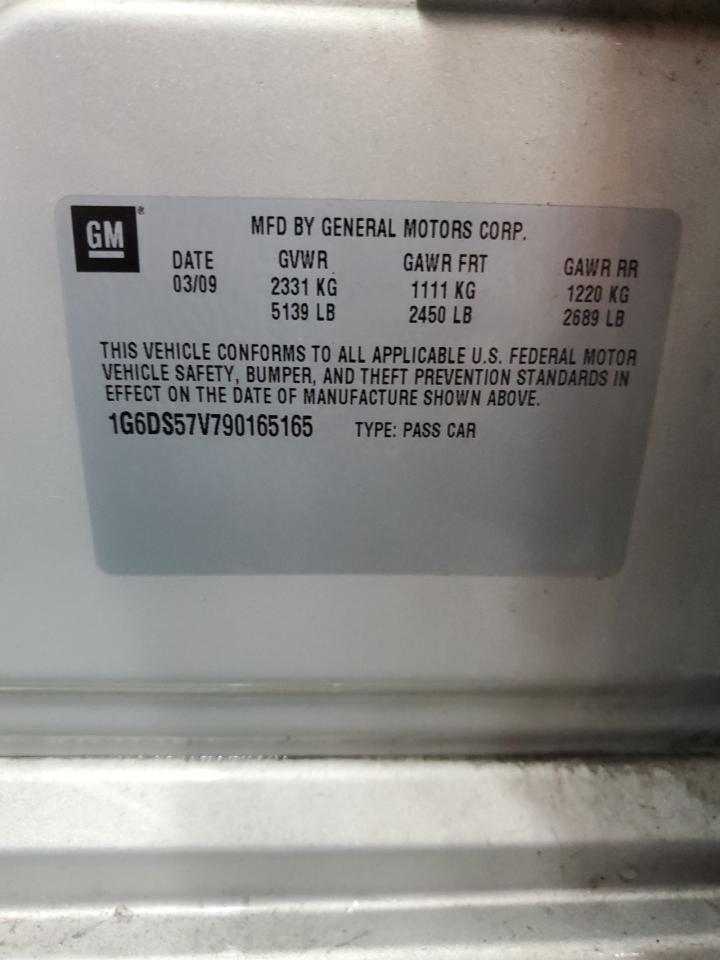 GM®
MFD BY GENERAL MOTORS CORP.
DATE GVWR GAWR FRT GAWR RR
03/09 2331 KG 1111 KG 1220 KG
5139 LB 2450 LB 2689 LB
THIS VEHICLE CONFORMS TO ALL APPLICABLE U.S. FEDERAL MOTOR
VEHICLE SAFETY, BUMPER, AND THEFT PREVENTION STANDARDS IN
EFFECT ON THE DATE OF MANUFACTURE SHOWN ABOVE.
1G6DS57V790165165 TYPE: PASS CAR